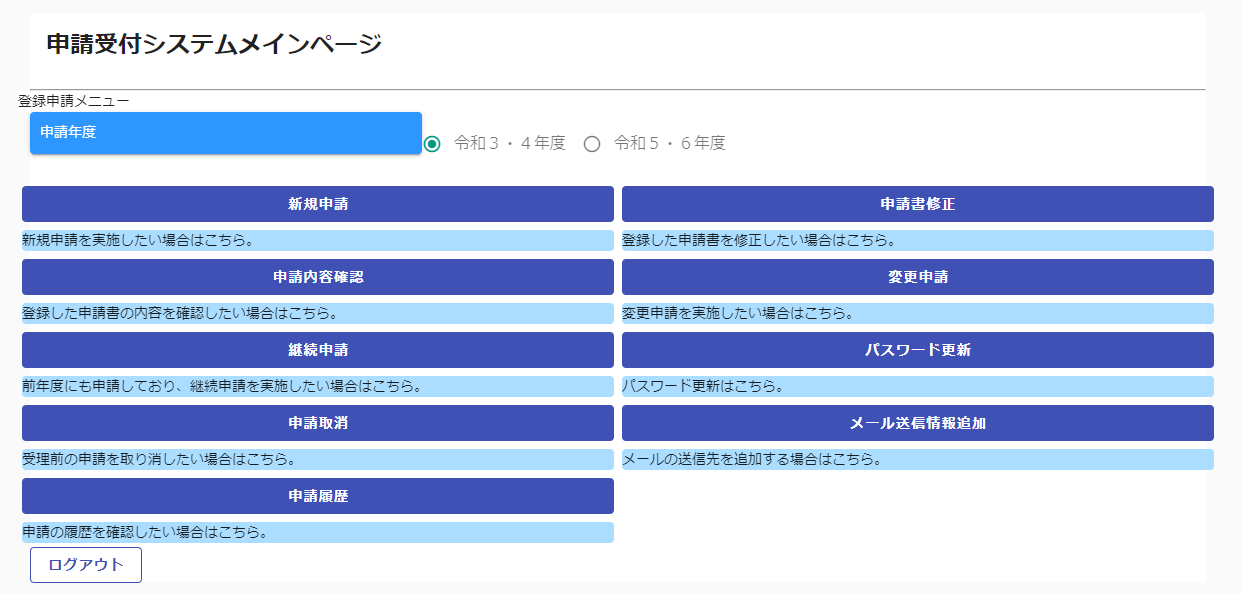 申請受付システムメインページ
登録申請メニュー
申請年度
令和３・４年度 令和５・６年度
新規申請 申請書修正
新規申請を実施したい場合はこちら。 登録した申請書を修正したい場合はこちら。
申請内容確認 変更申請
登録した申請書の内容を確認したい場合はこちら。 変更申請を実施したい場合はこちら。
継続申請 パスワード更新
前年度にも申請しており、継続申請を実施したい場合はこちら。 パスワード更新はこちら。
申請取消 メール送信情報追加
受理前の申請を取り消したい場合はこちら。 メールの送信先を追加する場合はこちら。
申請履歴
申請の履歴を確認したい場合はこちら。
ログアウト